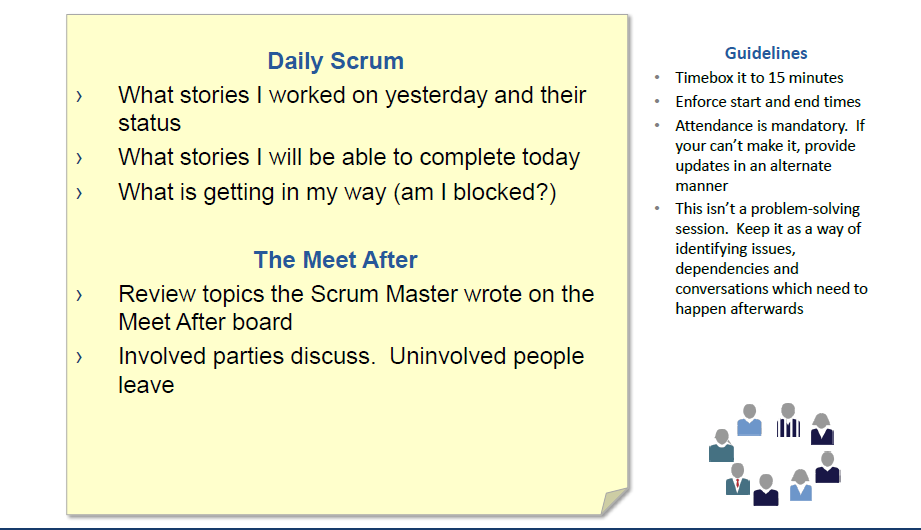 Daily Scrum
› What stories I worked on yesterday and their
status
› What stories I will be able to complete today
› What is getting in my way (am I blocked?)
The Meet After
› Review topics the Scrum Master wrote on the
Meet After board
› Involved parties discuss.  Uninvolved people
leave
Guidelines
• Timebox it to 15 minutes
• Enforce start and end times
• Attendance is mandatory.  If
your can’t make it, provide
updates in an alternate
manner
• This isn’t a problem-solving
session.  Keep it as a way of
identifying issues,
dependencies and
conversations which need to
happen afterwards